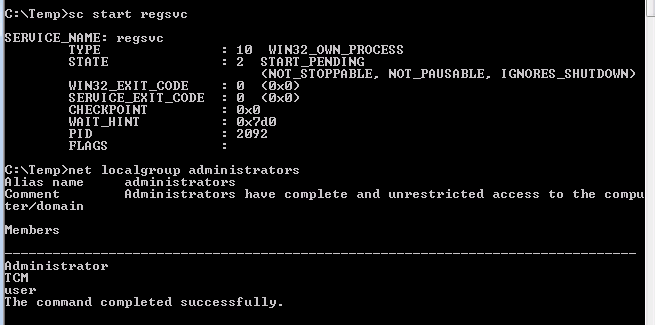 C:\Temp>sc start regsvc
SERVICE_NAME: regsvc
        TYPE               : 10  WIN32_OWN_PROCESS
        STATE              : 2  START_PENDING
                                (NOT_STOPPABLE, NOT_PAUSABLE, IGNORES_SHUTDOWN)
        WIN32_EXIT_CODE    : 0  (0x0)
        SERVICE_EXIT_CODE  : 0  (0x0)
        CHECKPOINT         : 0x0
        WAIT_HINT          : 0x7d0
        PID                : 2092
        FLAGS              :
C:\Temp>net localgroup administrators
Alias name     administrators
Comment        Administrators have complete and unrestricted access to the compu
ter/domain
Members
-------------------------------------------------------------------------------
Administrator
TCM
user
The command completed successfully.